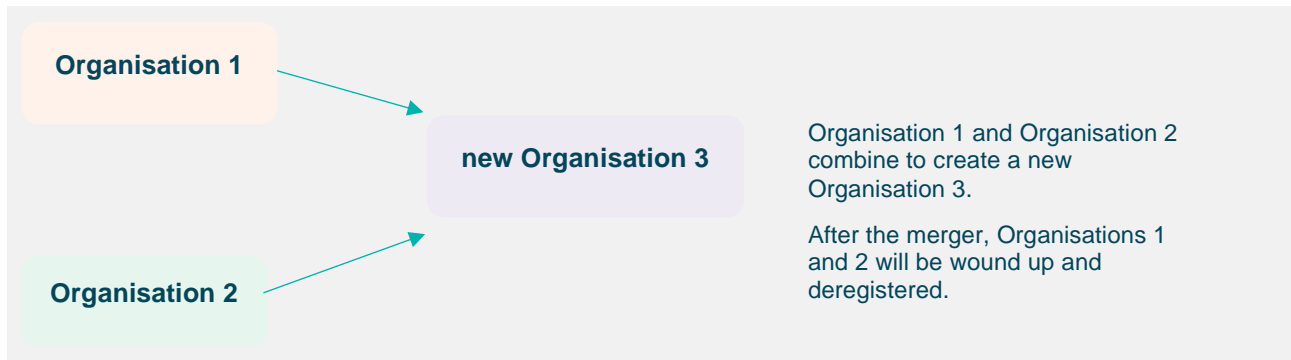 Organisation 1
new Organisation 3
Organisation 2
Organisation 1 and Organisation 2
combine to create a new
Organisation 3.
After the merger, Organisations 1
and 2 will be wound up and
deregistered.